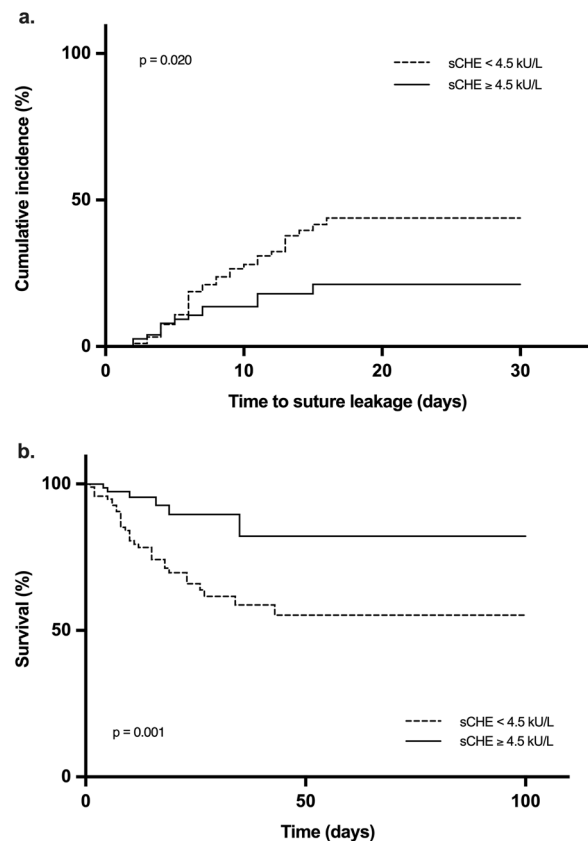 a.
100
50
0
Cumulative incidence (%)
p = 0.020
sCHE < 4.5 kU/L
sCHE ≥ 4.5 kU/L
0 10 20 30
Time to suture leakage (days)
b.
100
50
0
Survival (%)
p = 0.001
sCHE < 4.5 kU/L
sCHE ≥ 4.5 kU/L
0 50 100
Time (days)